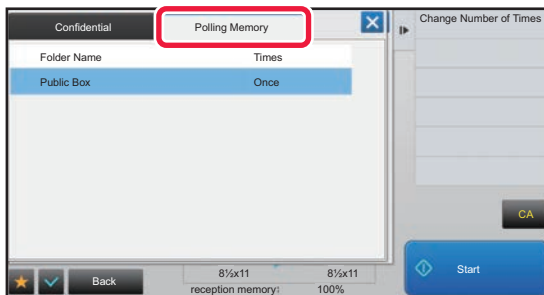 Confidential
Polling Memory
Change Number of Times
Folder Name Times
Public Box Once
CA
8½x11 8½x11
reception memory: 100%
Back
Start